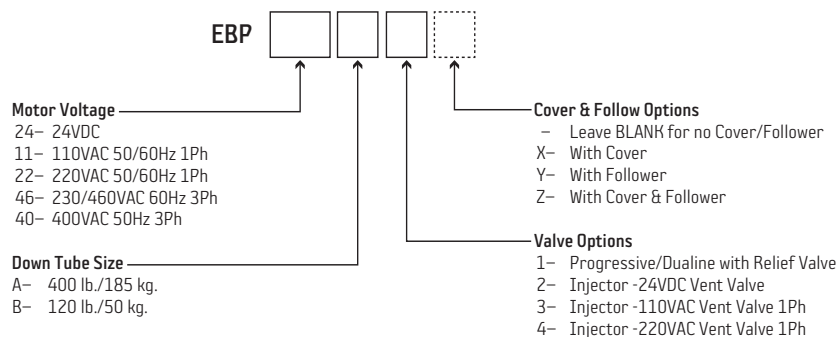 EBP
Motor Voltage
24– 24VDC
11– 110VAC 50/60Hz 1Ph
22– 220VAC 50/60Hz 1Ph
46– 230/460VAC 60Hz 3Ph
40– 400VAC 50Hz 3Ph
Down Tube Size
A– 400 lb./185 kg.
B– 120 lb./50 kg.
Cover & Follow Options
– Leave BLANK for no Cover/Follower
X– With Cover
Y– With Follower
Z– With Cover & Follower
Valve Options
1– Progressive/Dualine with Relief Valve
2– Injector -24VDC Vent Valve
3– Injector -110VAC Vent Valve 1Ph
4– Injector -220VAC Vent Valve 1Ph